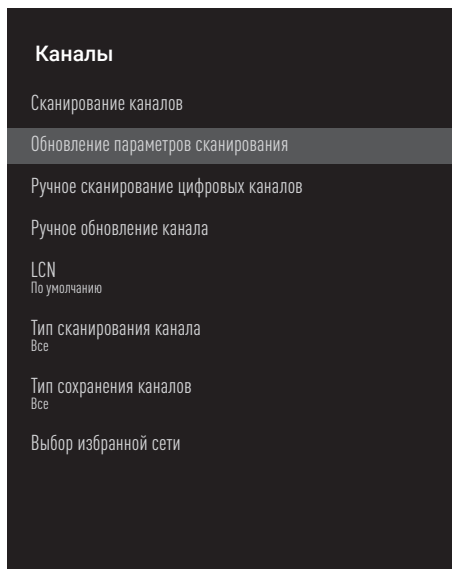 Каналы
Сканирование каналов
Обновление параметров сканирования
Ручное сканирование цифровых каналов
Ручное обновление канала
LCN
По умолчанию
Тип сканирования канала
Все
Тип сохранения каналов
Все
Выбор избранной сети